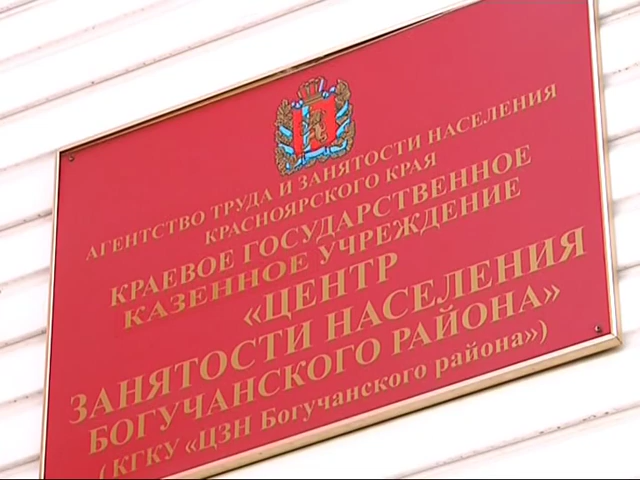 АГЕНТСТВО ТРУДА И ЗАНЯТОСТИ НАСЕЛЕНИЯ
КРАСНОЯРСКОГО КРАЯ
КРАЕВОЕ ГОСУДАРСТВЕННОЕ
КАЗЕННОЕ УЧРЕЖДЕНИЕ
«ЦЕНТР
ЗАНЯТОСТИ НАСЕЛЕНИЯ
БОГУЧАНСКОГО РАЙОНА»
(КГКУ «ЦЗН Богучанского района»)